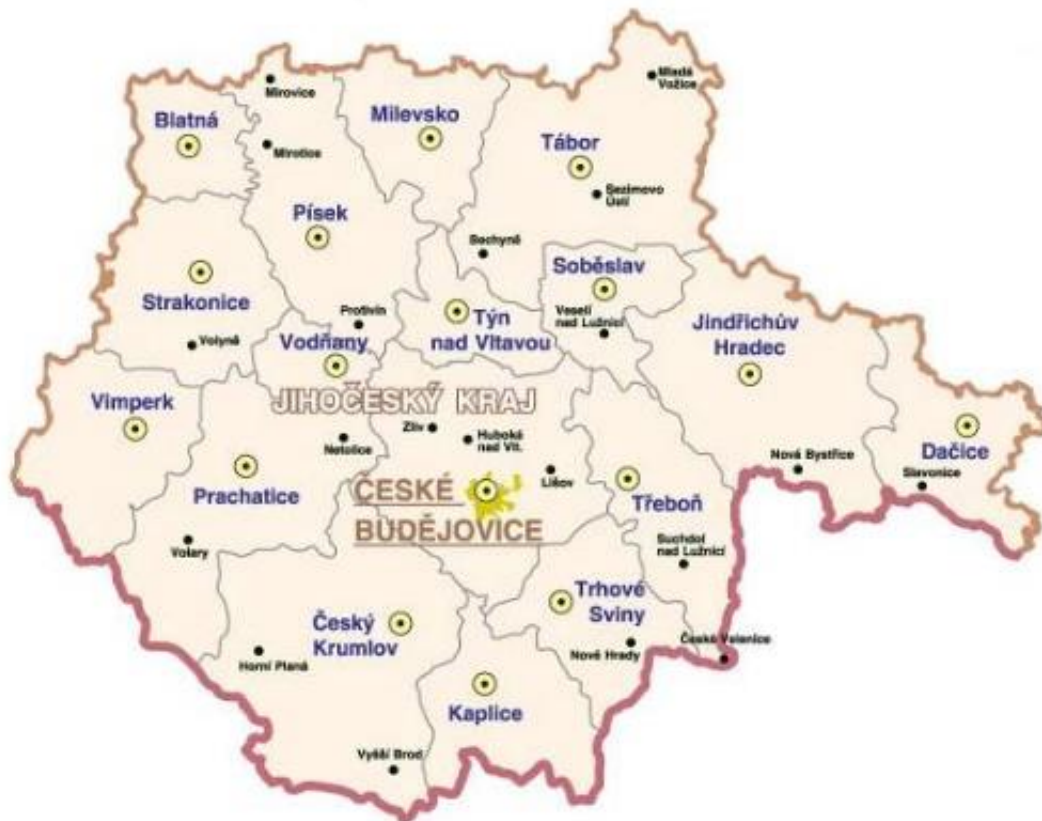 Mladá
Vožice
Mirovice
Milevsko
Blatná
Tábor
Mirotice
Sezimovo
Ústí
Písek
Bechyně
Soběslav
Strakonice
Protivín
Týn
nad Vltavou
Veselí
nad Lužnicí
Jindřichův
Hradec
Volyně
Vodňany
Vimperk
JIHOČESKÝ KRAJ
Zliv
Huboká
nad Vlt.
Netolice
Dačice
Nová Bystřice
Slavonice
Prachatice
ČESKÉ
BUDĚJOVICE
Lišov
Třeboň
Volary
Suchdol
nad Lužnicí
Trhové
Sviny
Český
Krumlov
Horní Planá
Nové Hrady
České Velenice
Kaplice
Vyšší Brod